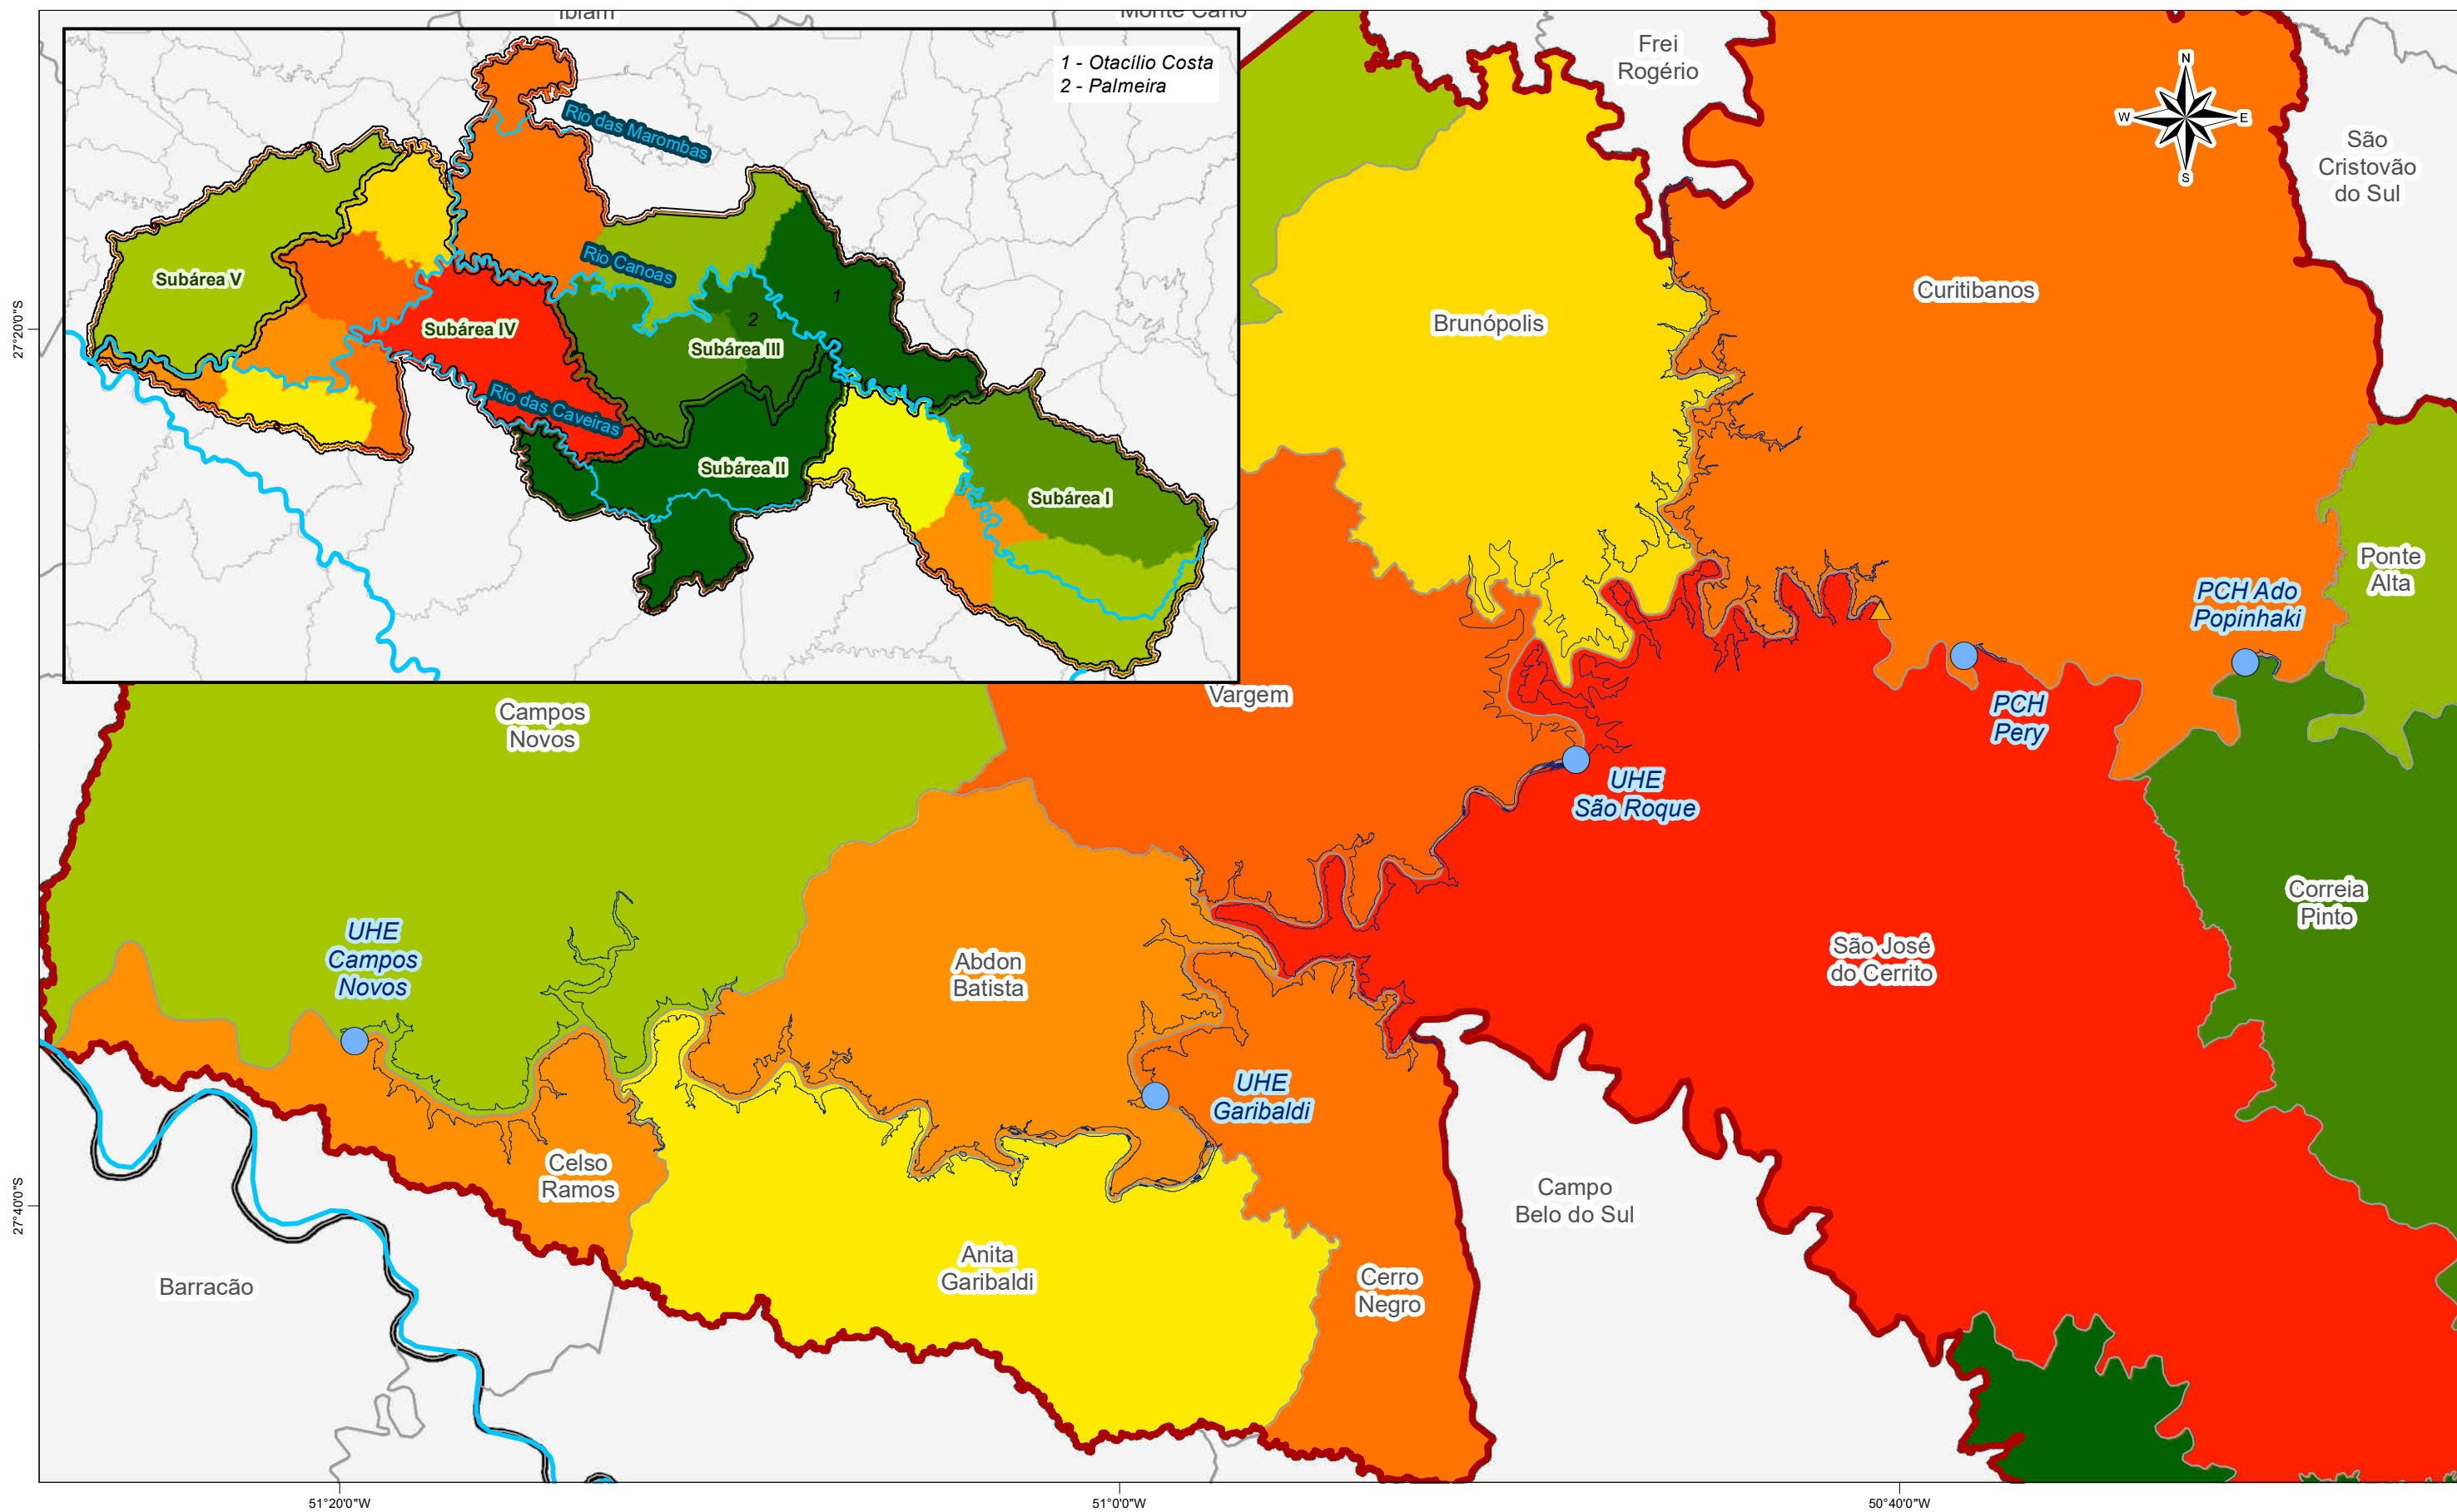 Ibiam
Monte Carlo
1 - Otacílio Costa
2 - Palmeira
Rio das Marombas
Rio Canoas
Rio das Caveiras
Subárea V
Subárea IV
1
2
Subárea III
Subárea II
Subárea I
Frei
Rogério
N
W
E
S
São
Cristovão
do Sul
Curitibanos
Brunópolis
Ponte
Alta
PCH Ado
Popinhaki
PCH
Pery
Vargem
Campos
Novos
UHE
São Roque
Correia
Pinto
UHE
Campos
Novos
Abdon
Batista
São José
do Cerrito
UHE
Garibaldi
Celso
Ramos
Campo
Belo do Sul
Anita
Garibaldi
Cerro
Negro
Barracão
27°20'0"S
27°40'0"S
51°20'0"W
51°0'0"W
50°40'0"W